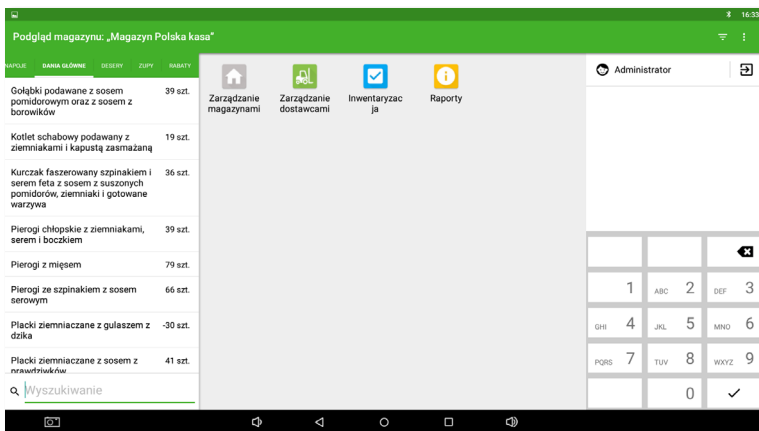 16:33
Podgląd magazynu: „Magazyn Polska kasa”
NAPOJE DANIA GŁÓWNE DESERY ZUPY RABATY
Gołąbki podawane z sosem 39 szt.
pomidorowym oraz z sosem z
borowików
Kotlet schabowy podawany z 19 szt.
ziemniakami i kapustą zasmażaną
Kurczak faszerowany szpinakiem i 36 szt.
serem feta z sosem z suszonych
pomidorów, ziemniaki i gotowane
warzywa
Pierogi chłopskie z ziemniakami, 39 szt.
serem i boczkiem
Pierogi z mięsem 79 szt.
Pierogi ze szpinakiem z sosem 66 szt.
serowym
Placki ziemniaczane z gulaszem z -30 szt.
dzika
Placki ziemniaczane z sosem z 41 szt.
prawdziwków
Wyszukiwanie
Zarządzanie
magazynami
Zarządzanie
dostawcami
Inwentaryzac
ja
Raporty
Administrator
1 ABC 2 DEF 3
GHI 4 JKL 5 MNO 6
PQRS 7 TUV 8 WXYZ 9
0